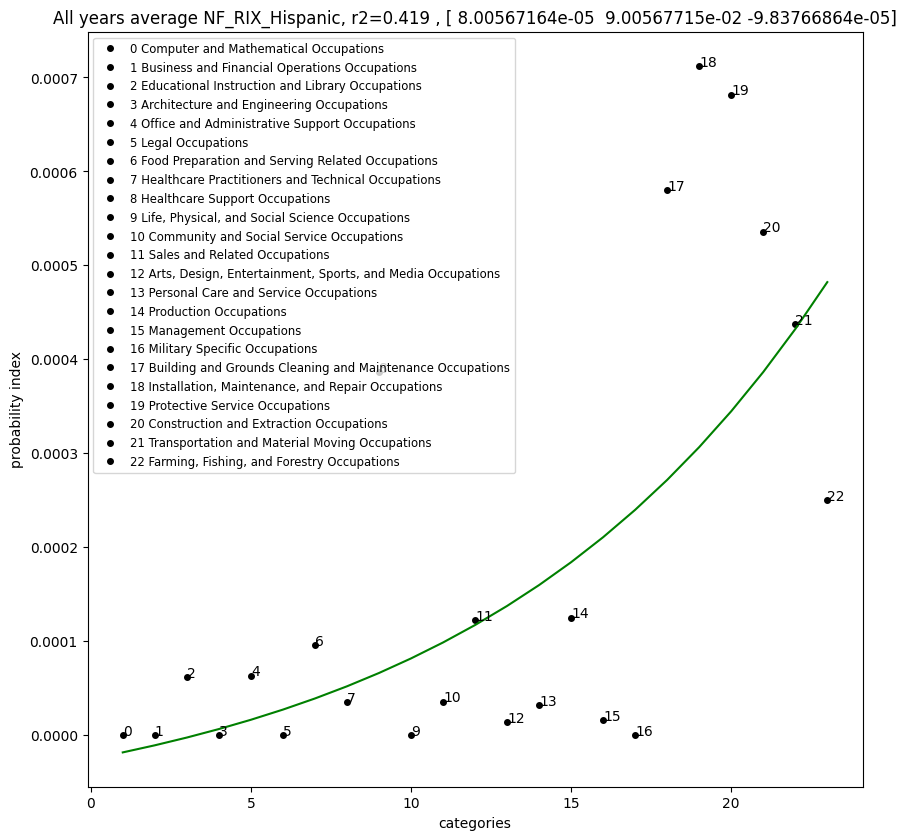 All years average NF_RIX_Hispanic, r2=0.419 , [ 8.00567164e-05 9.00567715e-02 -9.83766864e-05]
0 Computer and Mathematical Occupations
1 Business and Financial Operations Occupations
2 Educational Instruction and Library Occupations
3 Architecture and Engineering Occupations
4 Office and Administrative Support Occupations
5 Legal Occupations
6 Food Preparation and Serving Related Occupations
7 Healthcare Practitioners and Technical Occupations
8 Healthcare Support Occupations
9 Life, Physical, and Social Science Occupations
10 Community and Social Service Occupations
11 Sales and Related Occupations
12 Arts, Design, Entertainment, Sports, and Media Occupations
13 Personal Care and Service Occupations
14 Production Occupations
15 Management Occupations
16 Military Specific Occupations
17 Building and Grounds Cleaning and Maintenance Occupations
18 Installation, Maintenance, and Repair Occupations
19 Protective Service Occupations
20 Construction and Extraction Occupations
21 Transportation and Material Moving Occupations
22 Farming, Fishing, and Forestry Occupations
0.0007
0.0006
0.0005
0.0004
0.0003
0.0002
0.0001
0.0000
probability index
0
1
2
3
4
5
6
7
9
10
11
12
13
14
15
16
17
18
19
20
21
22
0
5
10
15
20
categories